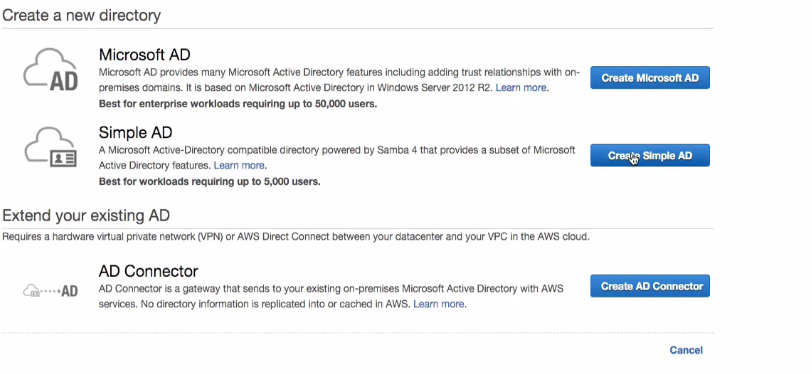 Create a new directory
AD
Microsoft AD
Microsoft AD provides many Microsoft Active Directory features including adding trust relationships with on-
premises domains. It is based on Microsoft Active Directory in Windows Server 2012 R2. Learn more.
Best for enterprise workloads requiring up to 50,000 users.
Create Microsoft AD
Simple AD
A Microsoft Active-Directory compatible directory powered by Samba 4 that provides a subset of Microsoft
Active Directory features. Learn more.
Best for workloads requiring up to 5,000 users.
Create Simple AD
Extend your existing AD
Requires a hardware virtual private network (VPN) or AWS Direct Connect between your datacenter and your VPC in the AWS cloud.
AD
AD Connector
AD Connector is a gateway that sends to your existing on-premises Microsoft Active Directory with AWS
services. No directory information is replicated into or cached in AWS. Learn more.
Create AD Connector
Cancel